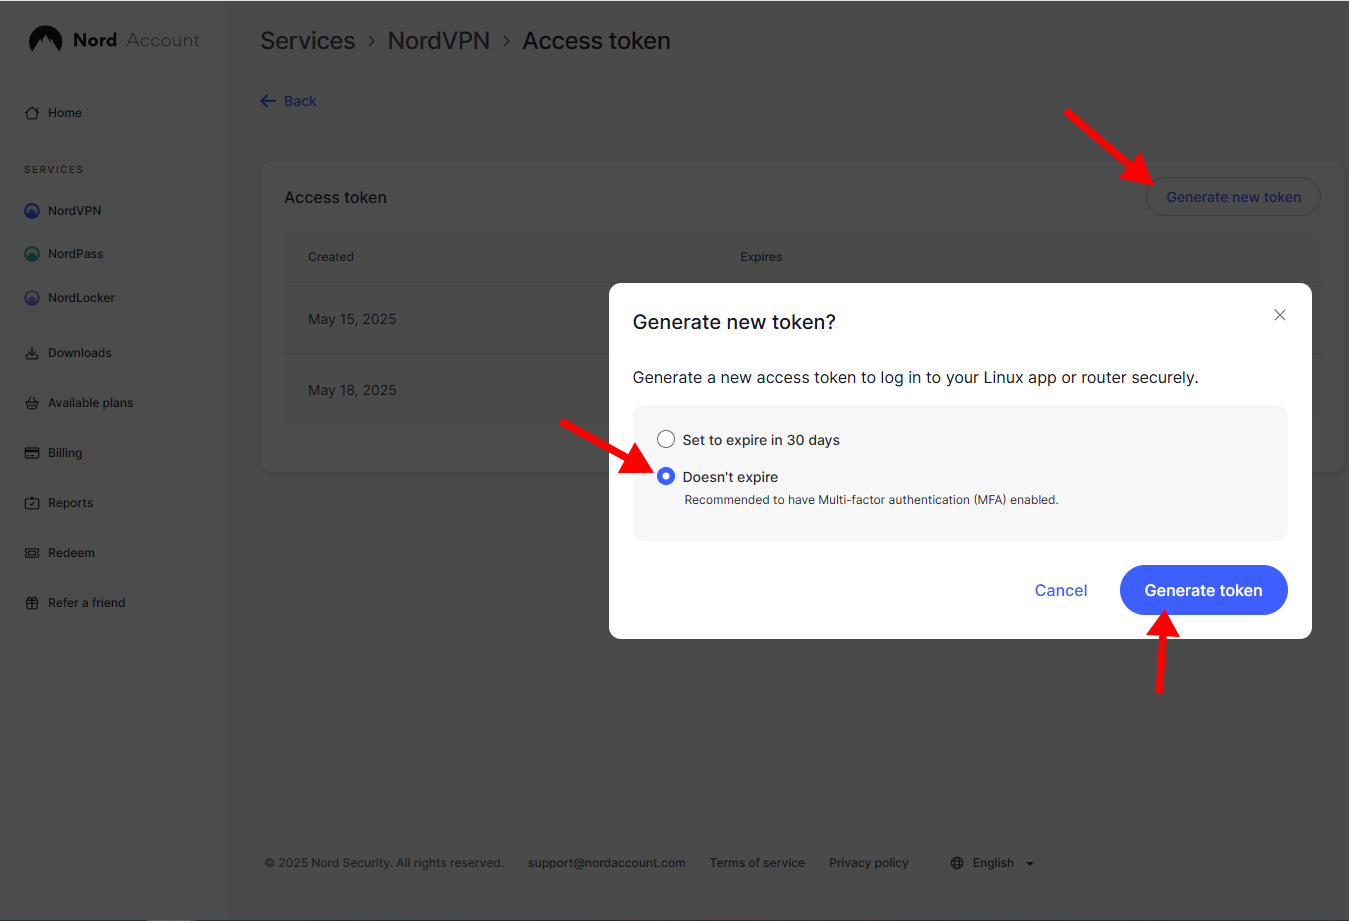 Nord Account
Services > NordVPN > Access token
Back
Home
SERVICES
NordVPN
NordPass
NordLocker
Downloads
Available plans
Billing
Reports
Redeem
Refer a friend
Access token
Generate new token
Created
Expires
May 15, 2025
May 18, 2025
Generate new token?
Generate a new access token to log in to your Linux app or router securely.
Set to expire in 30 days
Doesn't expire
Recommended to have Multi-factor authentication (MFA) enabled.
Cancel
Generate token
© 2025 Nord Security. All rights reserved.
support@nordaccount.com
Terms of service
Privacy policy
English